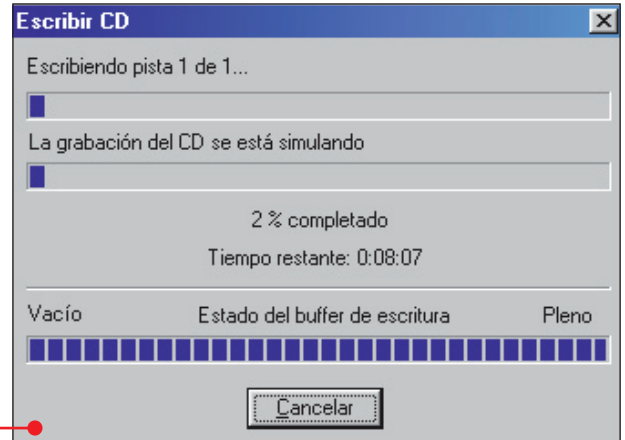 Escribir CD
Escribiendo pista 1 de 1...
La grabación del CD se está simulando
2 % completado
Tiempo restante: 0:08:07
Vacío Estado del buffer de escritura Pleno
Cancelar